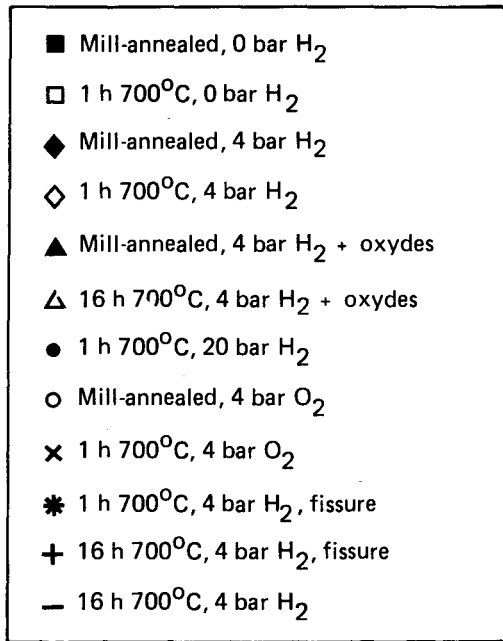 ■ Mill-annealed, 0 bar H₂
□ 1 h 700°C, 0 bar H₂
◆ Mill-annealed, 4 bar H₂
◇ 1 h 700°C, 4 bar H₂
▲ Mill-annealed, 4 bar H₂ + oxydes
△ 16 h 700°C, 4 bar H₂ + oxydes
● 1 h 700°C, 20 bar H₂
○ Mill-annealed, 4 bar O₂
× 1 h 700°C, 4 bar O₂
✱ 1 h 700°C, 4 bar H₂, fissure
+ 16 h 700°C, 4 bar H₂, fissure
– 16 h 700°C, 4 bar H₂